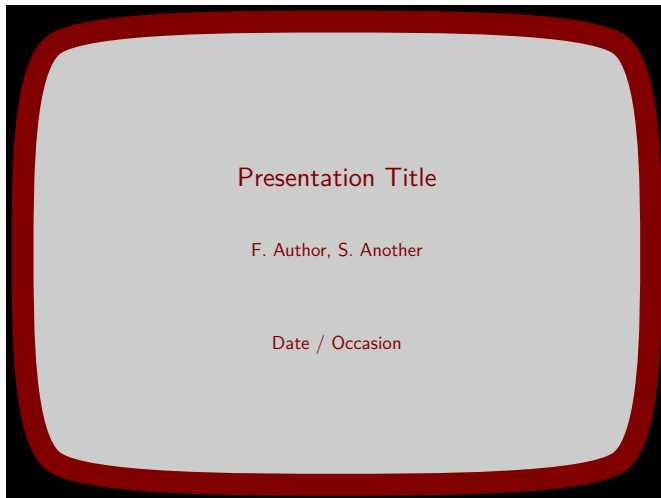 Presentation Title
F. Author, S. Another
Date / Occasion